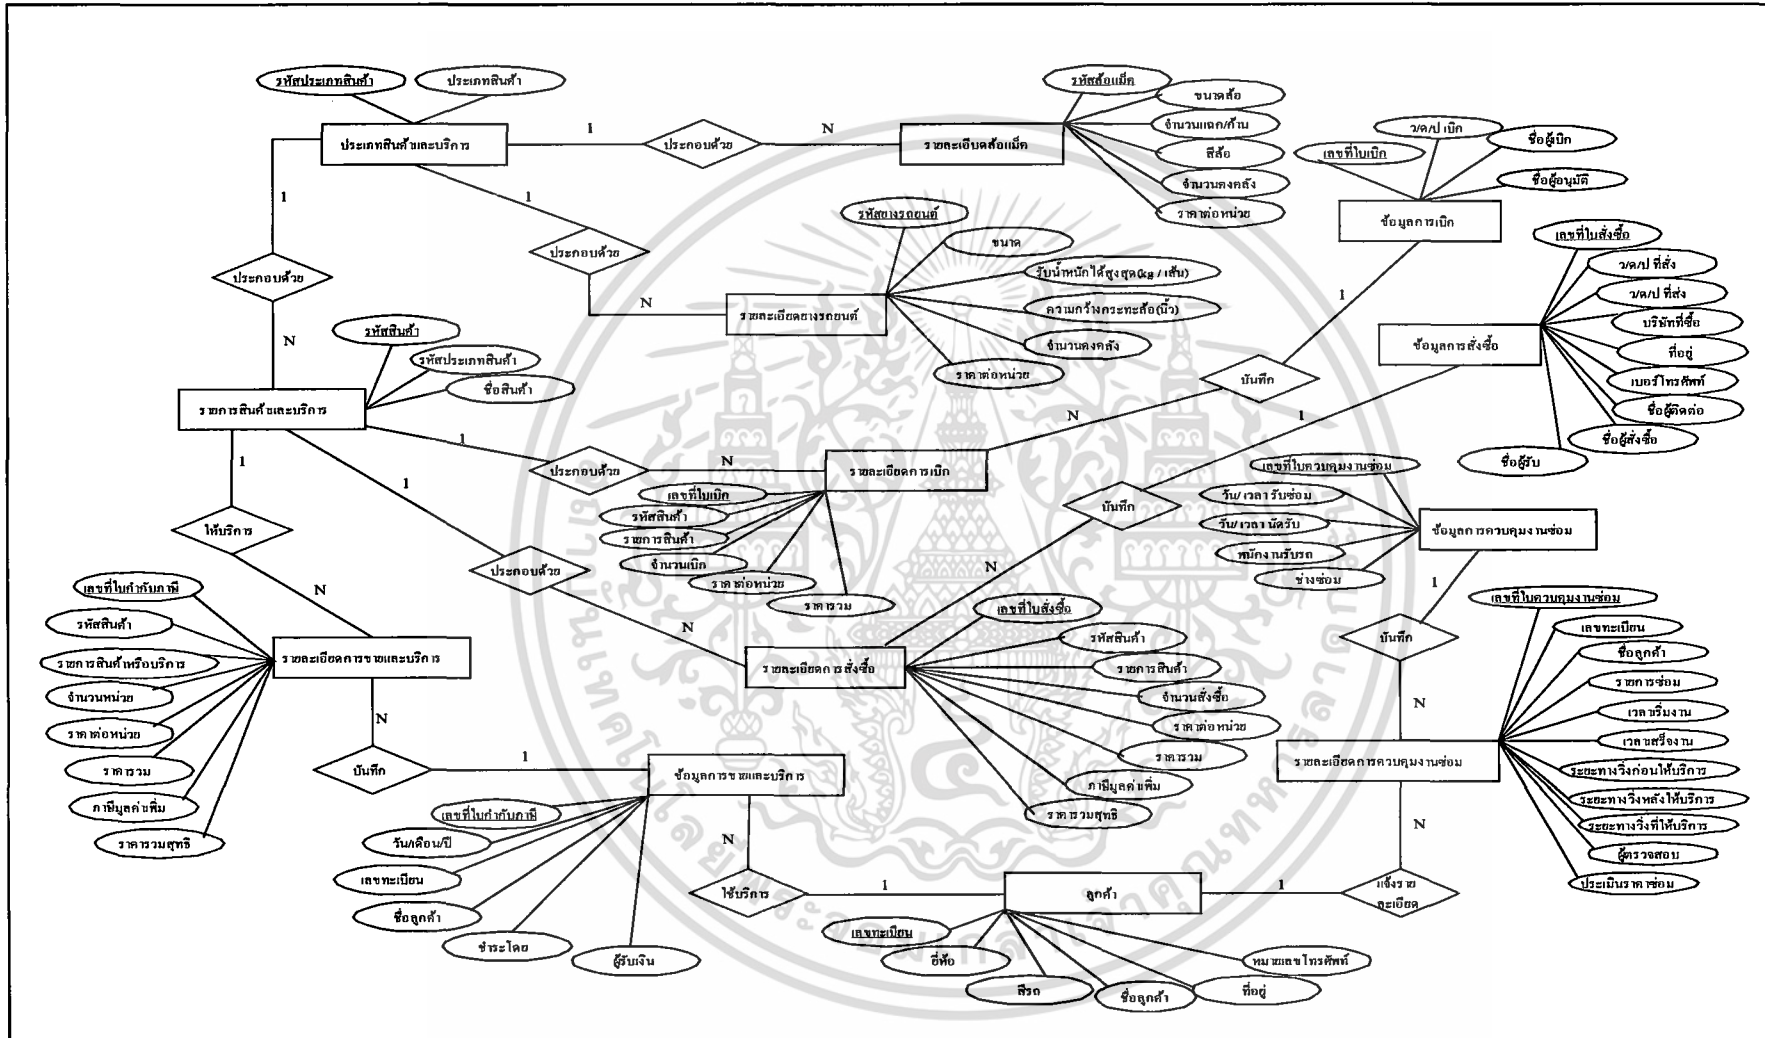 รหัสประเภทสินค้า
ประเภทสินค้า
ประเภทสินค้าและบริการ
1
ประกอบด้วย
N
รายละเอียดล้อแม็ค
รหัสล้อแม็ค
ขนาดล้อ
จำนวนแฉก/ก้าน
สีล้อ
จำนวนคงคลัง
ราคาต่อหน่วย
1
ประกอบด้วย
N
รายละเอียดยางรถยนต์
รหัสยางรถยนต์
ขนาด
รับน้ำหนักได้สูงสุด(kg / เส้น)
ความกว้างกระทะล้อ(นิ้ว)
จำนวนคงคลัง
ราคาต่อหน่วย
1
ประกอบด้วย
N
รายการสินค้าและบริการ
รหัสสินค้า
รหัสประเภทสินค้า
ชื่อสินค้า
เลขที่ใบเบิก
ว/ด/ป เบิก
ชื่อผู้เบิก
ชื่อผู้อนุมัติ
ข้อมูลการเบิก
1
บันทึก
N
เลขที่ใบสั่งซื้อ
ว/ด/ป ที่สั่ง
ว/ด/ป ที่ส่ง
บริษัทที่ซื้อ
ที่อยู่
เบอร์โทรศัพท์
ชื่อผู้ติดต่อ
ชื่อผู้สั่งซื้อ
ชื่อผู้รับ
ข้อมูลการสั่งซื้อ
1
บันทึก
N
1
ประกอบด้วย
N
รายละเอียดการเบิก
เลขที่ใบเบิก
รหัสสินค้า
รายการสินค้า
จำนวนเบิก
ราคาต่อหน่วย
ราคารวม
1
ประกอบด้วย
N
รายละเอียดการสั่งซื้อ
เลขที่ใบสั่งซื้อ
รหัสสินค้า
รายการสินค้า
จำนวนสั่งซื้อ
ราคาต่อหน่วย
ราคารวม
ภาษีมูลค่าเพิ่ม
ราคารวมสุทธิ
เลขที่ใบควบคุมงานซ่อม
วัน/ เวลา รับซ่อม
วัน/ เวลา นัดรับ
พนักงานรับรถ
ช่างซ่อม
ข้อมูลการควบคุมงานซ่อม
1
บันทึก
N
เลขที่ใบควบคุมงานซ่อม
เลขทะเบียน
ชื่อลูกค้า
รายการซ่อม
เวลาเริ่มงาน
เวลาเสร็จงาน
ระยะทางวิ่งก่อนให้บริการ
ระยะทางวิ่งหลังให้บริการ
ระยะทางวิ่งที่ให้บริการ
ผู้ตรวจสอบ
ประเมินราคาซ่อม
รายละเอียดการควบคุมงานซ่อม
N
แจ้งราย
ละเอียด
1
1
ให้บริการ
N
เลขที่ใบกำกับภาษี
รหัสสินค้า
รายการสินค้าหรือบริการ
จำนวนหน่วย
ราคาต่อหน่วย
ราคารวม
ภาษีมูลค่าเพิ่ม
ราคารวมสุทธิ
รายละเอียดการขายและบริการ
N
บันทึก
1
ข้อมูลการขายและบริการ
เลขที่ใบกำกับภาษี
วัน/เดือน/ปี
เลขทะเบียน
ชื่อลูกค้า
ชำระโดย
ผู้รับเงิน
N
ใช้บริการ
1
ลูกค้า
เลขทะเบียน
ยี่ห้อ
สีรถ
ชื่อลูกค้า
ที่อยู่
หมายเลขโทรศัพท์